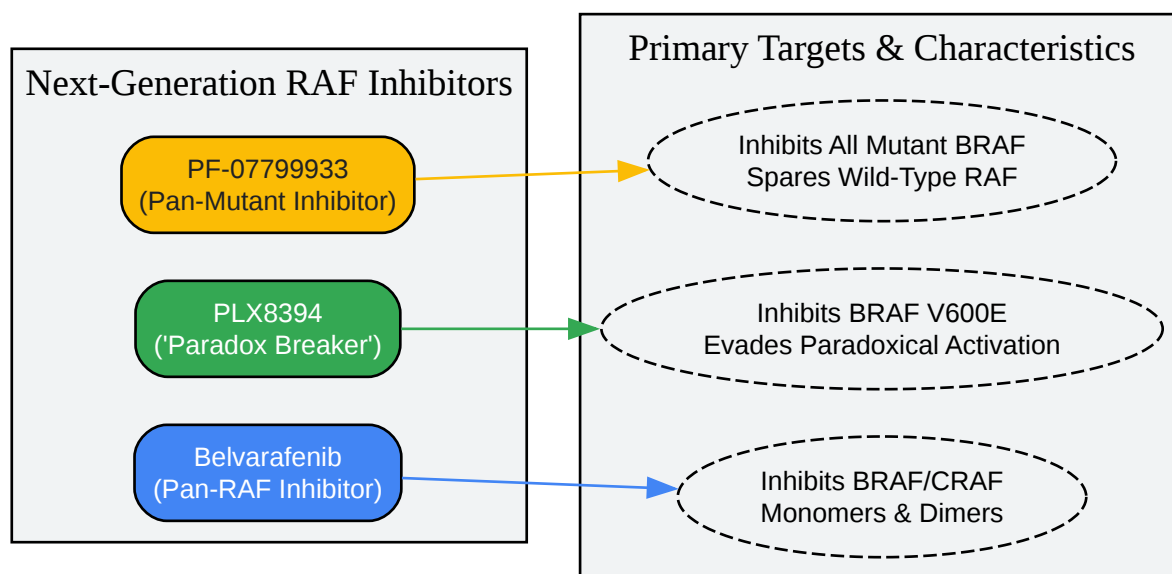 Next-Generation RAF Inhibitors
PF-07799933
(Pan-Mutant Inhibitor)
PLX8394
('Paradox Breaker')
Belvarafenib
(Pan-RAF Inhibitor)
Primary Targets & Characteristics
Inhibits All Mutant BRAF
Spares Wild-Type RAF
Inhibits BRAF V600E
Evades Paradoxical Activation
Inhibits BRAF/CRAF
Monomers & Dimers